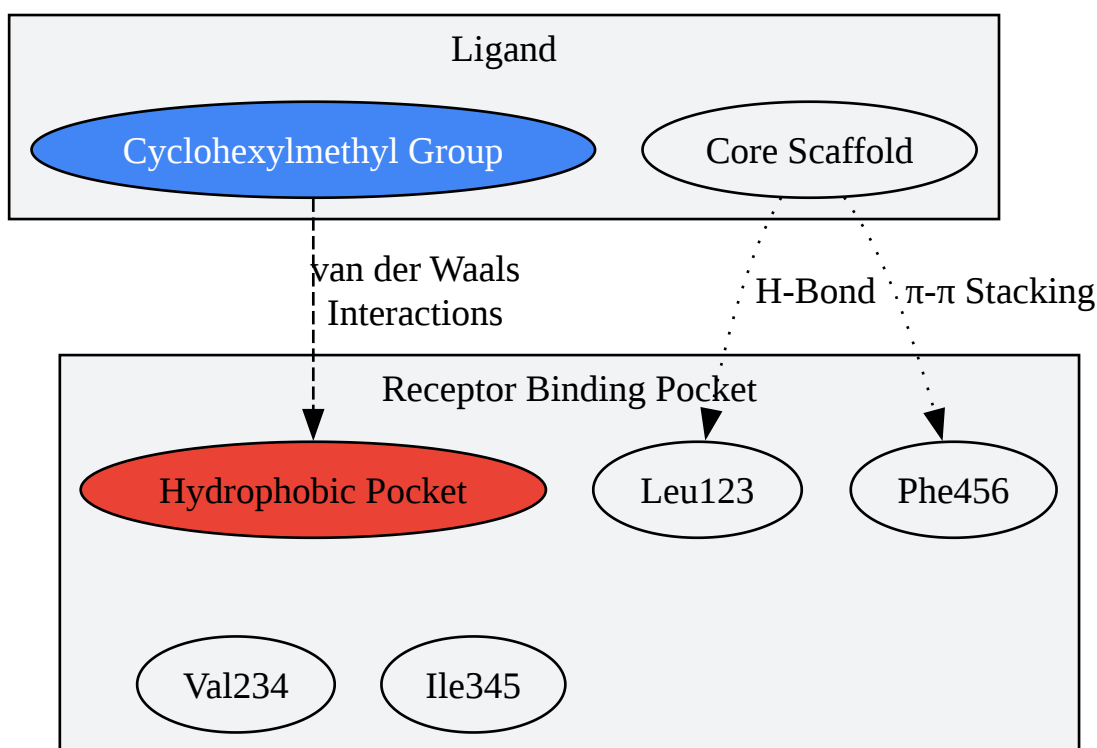 Ligand
Cyclohexylmethyl Group
Core Scaffold
van der Waals
Interactions
H-Bond
π-π Stacking
Receptor Binding Pocket
Hydrophobic Pocket
Leu123
Phe456
Val234
Ile345